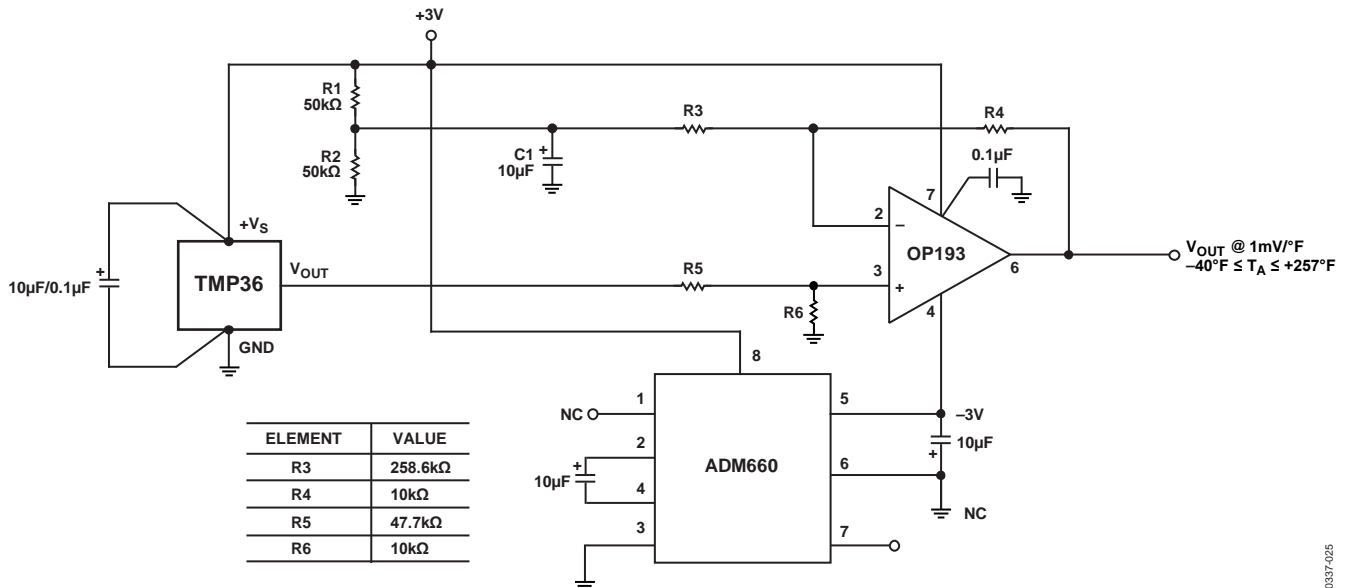 +3V
R1
50kΩ
R3
R4
R2
50kΩ
C1
10µF
+
0.1µF
7
2
–
OP193
6
3
+
4
VOUT @ 1mV/°F
–40°F ≤ TA ≤ +257°F
+VS
TMP36
VOUT
GND
+
10µF/0.1µF
R5
R6
8
NC
1
2
+
10µF
4
3
ADM660
5
–3V
10µF
+
6
NC
7
ELEMENT VALUE
R3 258.6kΩ
R4 10kΩ
R5 47.7kΩ
R6 10kΩ
0337-025